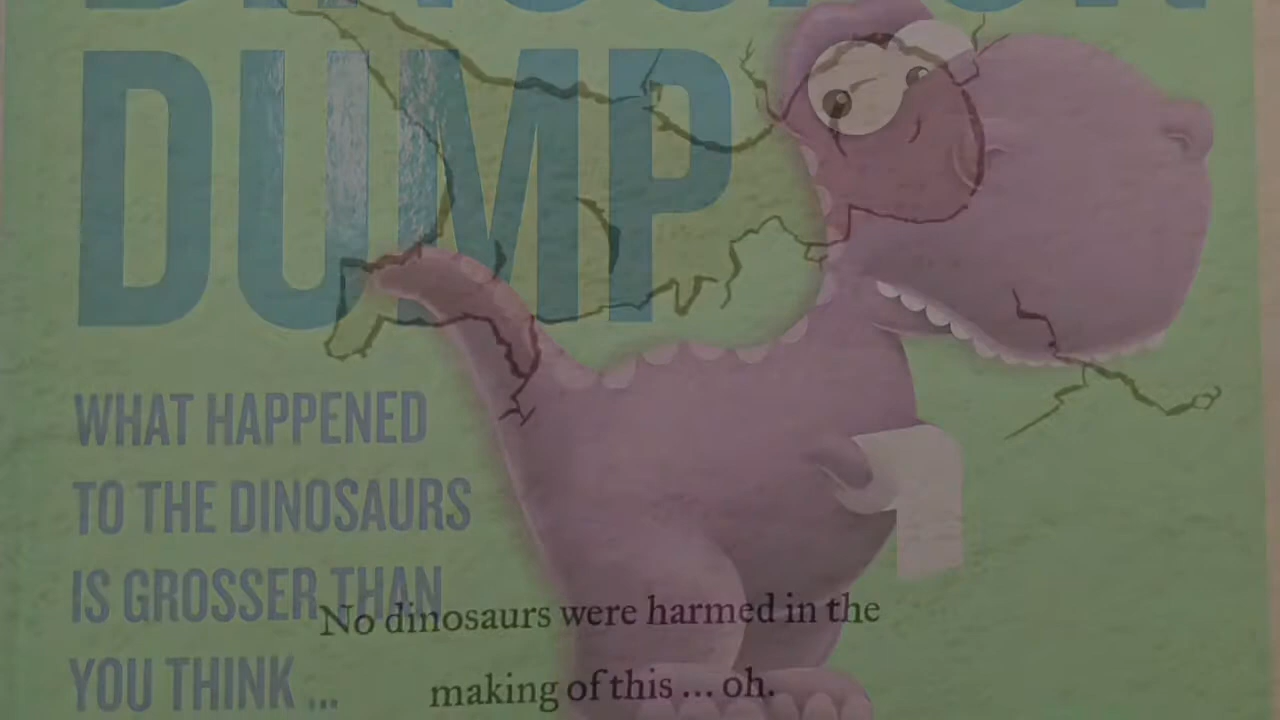 DUMP
WHAT HAPPENED
TO THE DINOSAURS
IS GROSSER THAN
YOU THINK ...
No dinosaurs were harmed in the
making of this ... oh.